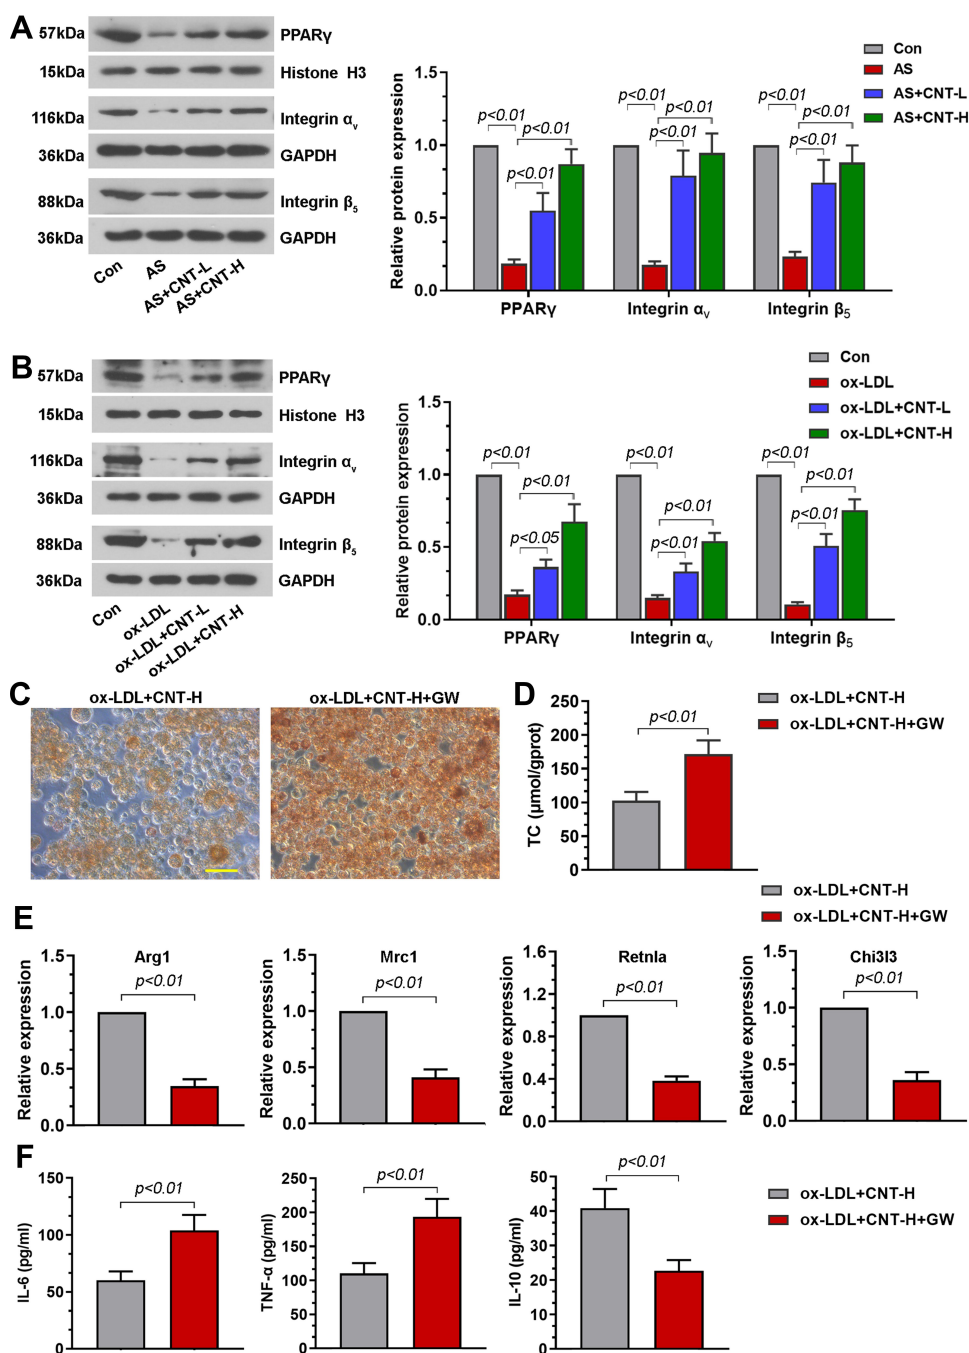 A
57kDa
PPARγ
15kDa
Histone H3
116kDa
Integrin αv
36kDa
GAPDH
88kDa
Integrin β5
36kDa
GAPDH
Con
AS
AS+CNT-L
AS+CNT-H
Con
AS
AS+CNT-L
AS+CNT-H
Relative protein expression
1.5
1.0
0.5
0.0
p<0.01
p<0.01
p<0.01
p<0.01
p<0.01
p<0.01
p<0.01
p<0.01
p<0.01
PPARγ
Integrin αv
Integrin β5
B
57kDa
PPARγ
15kDa
Histone H3
116kDa
Integrin αv
36kDa
GAPDH
88kDa
Integrin β5
36kDa
GAPDH
Con
ox-LDL
ox-LDL+CNT-L
ox-LDL+CNT-H
Con
ox-LDL
ox-LDL+CNT-L
ox-LDL+CNT-H
Relative protein expression
1.5
1.0
0.5
0.0
p<0.01
p<0.01
p<0.05
p<0.01
p<0.01
p<0.01
p<0.01
p<0.01
p<0.01
PPARγ
Integrin αv
Integrin β5
C
ox-LDL+CNT-H
ox-LDL+CNT-H+GW
D
ox-LDL+CNT-H
ox-LDL+CNT-H+GW
TC (μmol/gprot)
250
200
150
100
50
0
p<0.01
E
ox-LDL+CNT-H
ox-LDL+CNT-H+GW
Arg1
Relative expression
1.5
1.0
0.5
0.0
p<0.01
Mrc1
Relative expression
1.5
1.0
0.5
0.0
p<0.01
Retnla
Relative expression
1.6
1.2
0.8
0.4
0.0
p<0.01
Chi3l3
Relative expression
1.5
1.0
0.5
0.0
p<0.01
F
IL-6 (pg/ml)
150
100
50
0
p<0.01
TNF-α (pg/ml)
250
200
150
100
50
0
p<0.01
IL-10 (pg/ml)
50
40
30
20
10
0
p<0.01
ox-LDL+CNT-H
ox-LDL+CNT-H+GW